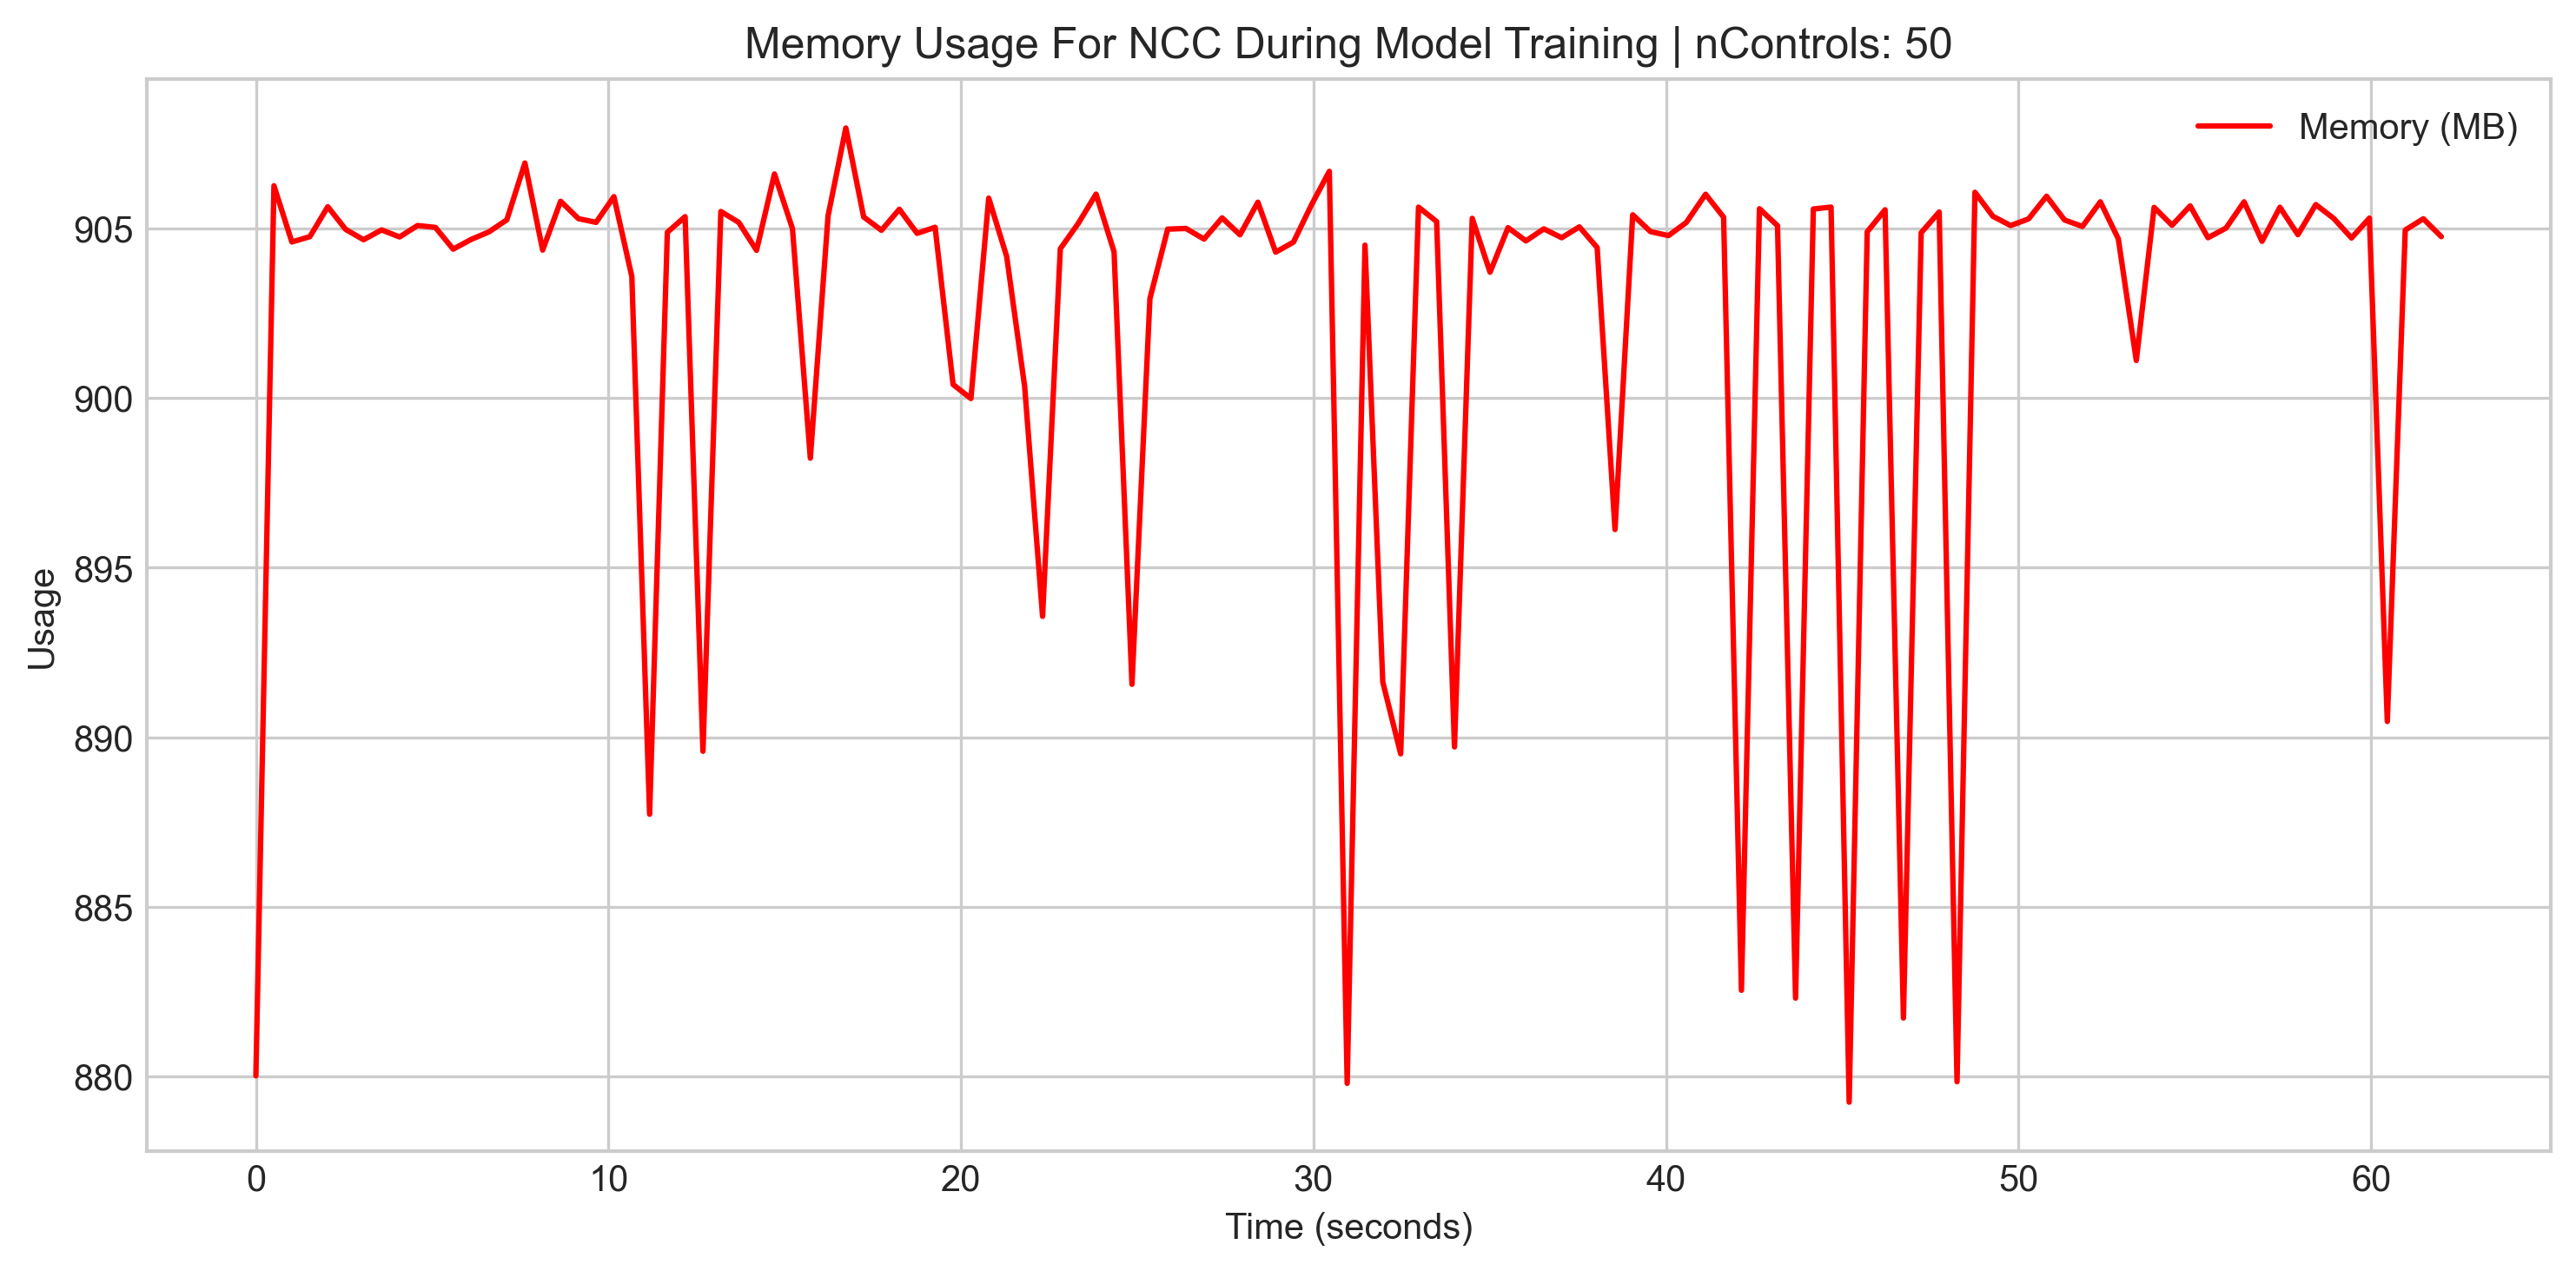 Memory Usage For NCC During Model Training | nControls: 50
Memory (MB)
905
900
895
890
885
880
Usage
0 10 20 30 40 50 60
Time (seconds)